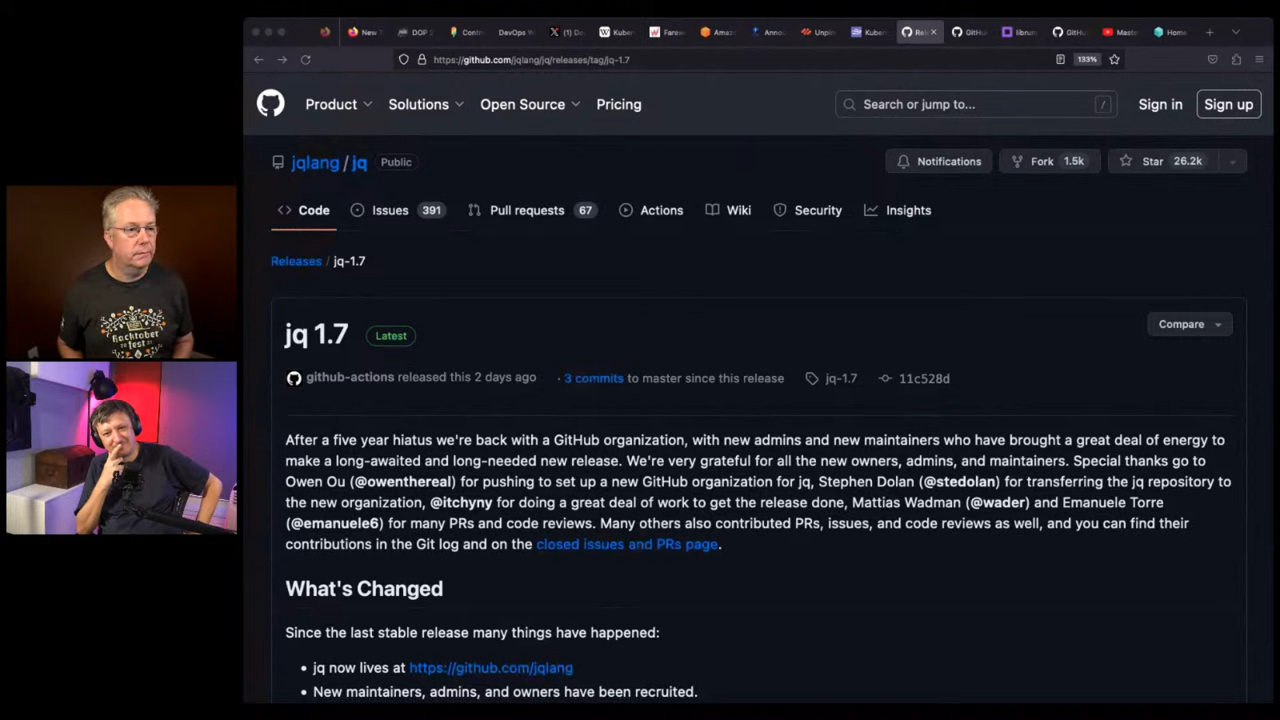 New T
DOP S
Contr
DevOps W
(1) Do
Kuber
Farew
Amaz
Annou
Unpin
Kuber
Rel
GitHu
librun
GitHu
Maste
Home
https://github.com/jqlang/jq/releases/tag/jq-1.7
133%
Product
Solutions
Open Source
Pricing
Search or jump to...
/
Sign in
Sign up
jqlang / jq Public
Notifications
Fork 1.5k
Star 26.2k
Code
Issues 391
Pull requests 67
Actions
Wiki
Security
Insights
Releases / jq-1.7
jq 1.7 Latest
Compare
github-actions released this 2 days ago · 3 commits to master since this release jq-1.7 11c528d
After a five year hiatus we're back with a GitHub organization, with new admins and new maintainers who have brought a great deal of energy to
make a long-awaited and long-needed new release. We're very grateful for all the new owners, admins, and maintainers. Special thanks go to
Owen Ou (@owenthereal) for pushing to set up a new GitHub organization for jq, Stephen Dolan (@stedolan) for transferring the jq repository to
the new organization, @itchyny for doing a great deal of work to get the release done, Mattias Wadman (@wader) and Emanuele Torre
(@emanuele6) for many PRs and code reviews. Many others also contributed PRs, issues, and code reviews as well, and you can find their
contributions in the Git log and on the closed issues and PRs page.
What's Changed
Since the last stable release many things have happened:
• jq now lives at https://github.com/jqlang
• New maintainers, admins, and owners have been recruited.
hacktober
fest